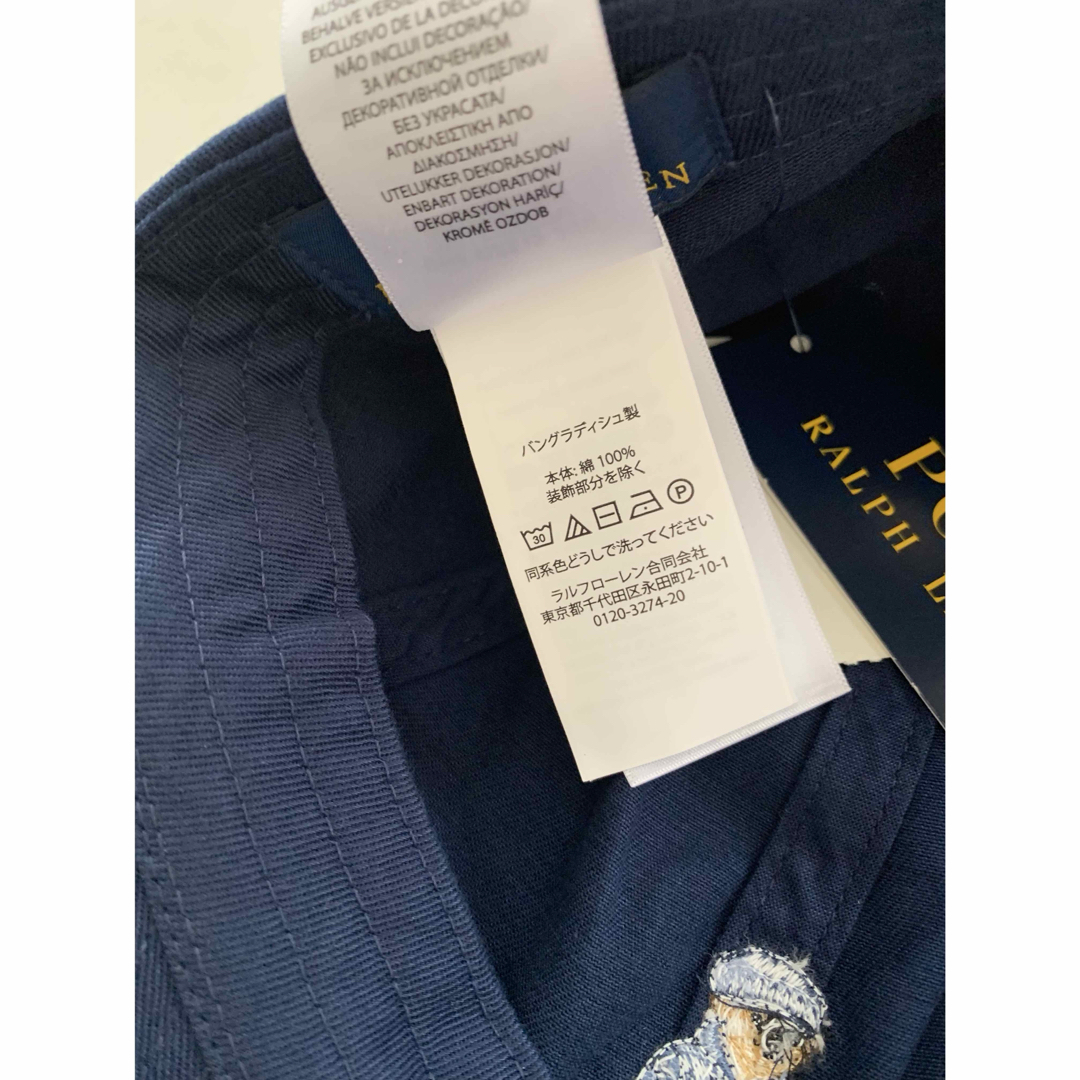 BEHALVE VERSI
EXCLUSIVO DE LA DECO
NÃO INCLUI DECORAÇÃO/
ЗА ИСКЛЮЧЕНИЕМ
ДЕКОРАТИВНОЙ ОТДЕЛКИ/
БЕЗ УКРАСАТА/
ΑΠΟΚΛΕΙΣΤΙΚΗ ΑΠΟ
ΔΙΑΚΟΣΜΗΣΗ/
UTELUKKER DEKORASJON/
ENBART DEKORATION/
DEKORASYON HARİÇ/
KROMĚ OZDOB
EN
バングラディシュ製
本体: 綿 100%
装飾部分を除く
30 P
同系色どうしで洗ってください
ラルフローレン合同会社
東京都千代田区永田町2-10-1
0120-3274-20
PO
RALPH L